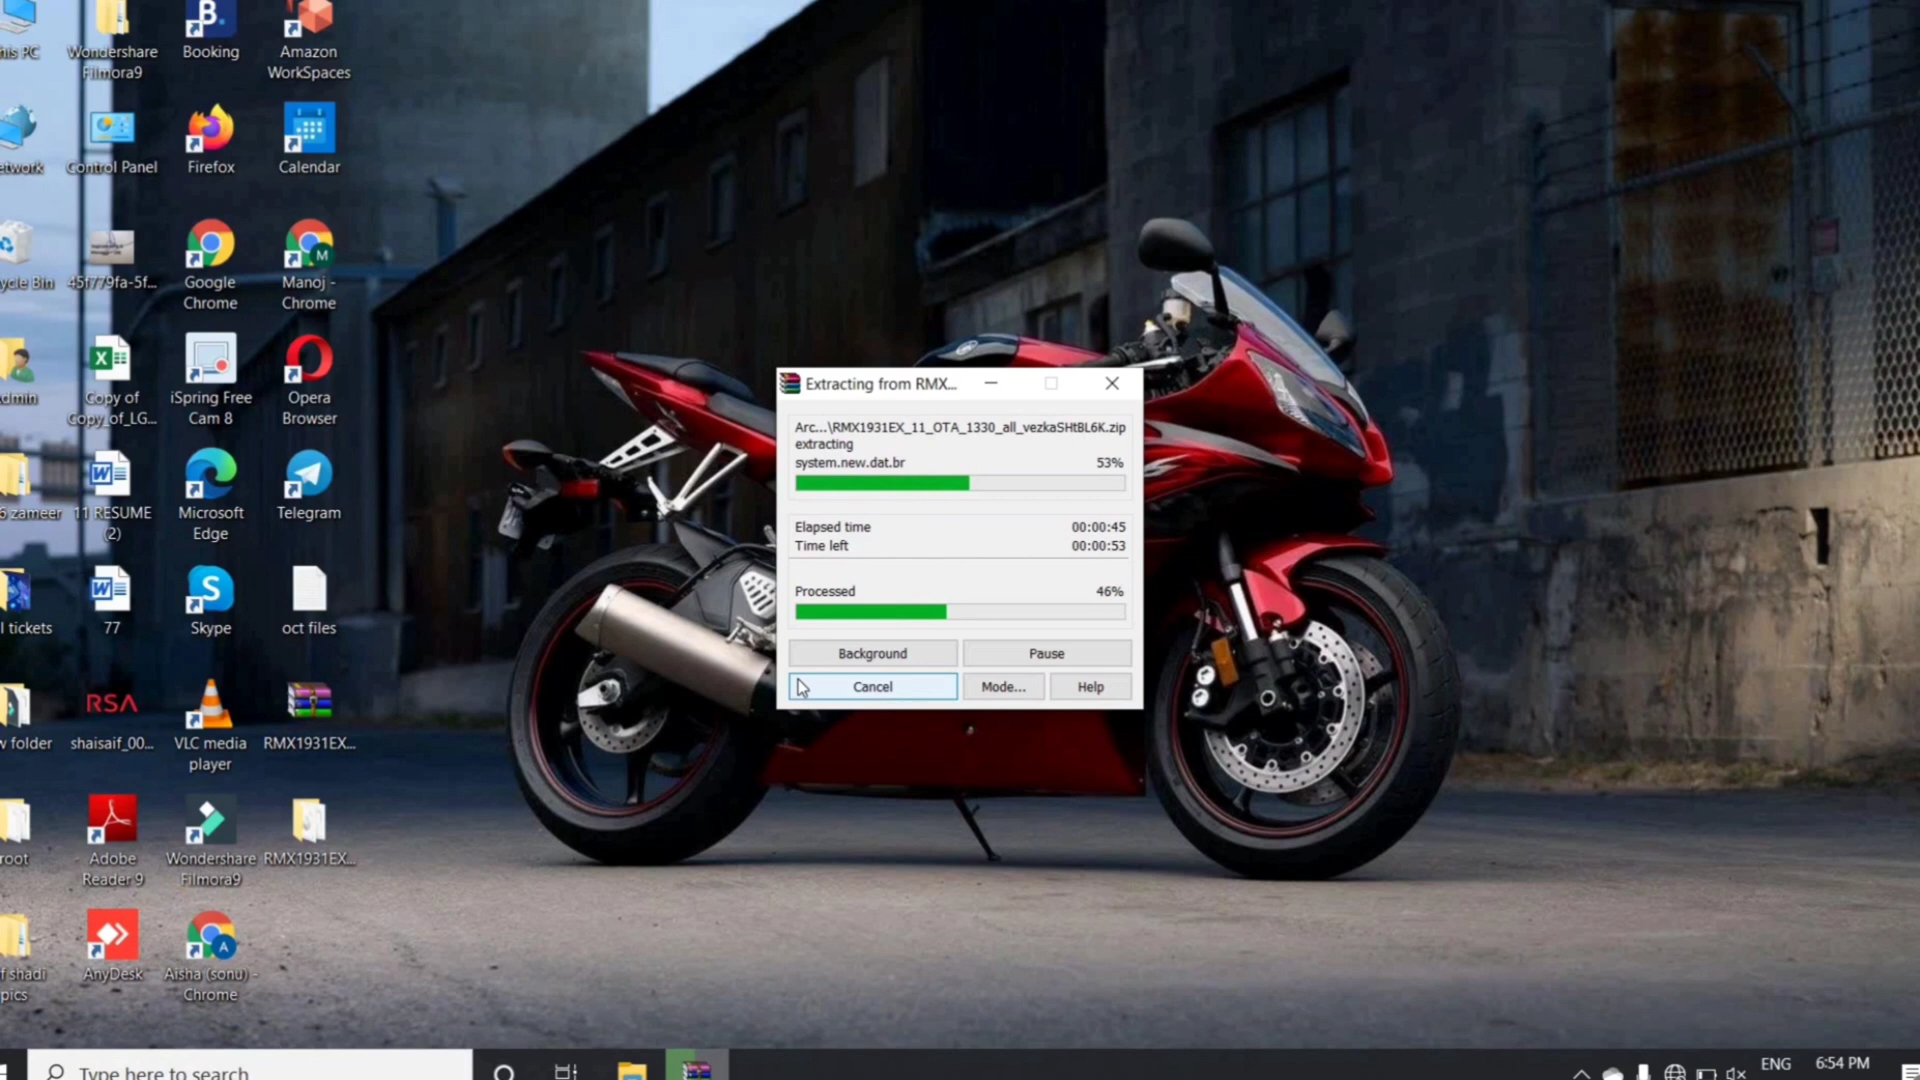 his PC
Wondershare
Filmora9
Booking
Amazon
WorkSpaces
etwork
Control Panel
Firefox
Calendar
ycle Bin
45f779fa-5f...
Google
Chrome
Manoj -
Chrome
dmin
Copy of
Copy_of_LG...
iSpring Free
Cam 8
Opera
Browser
6 zameer
11 RESUME
(2)
Microsoft
Edge
Telegram
l tickets
77
Skype
oct files
w folder
RSA
shaisaif_00...
VLC media
player
RMX1931EX...
root
Adobe
Reader 9
Wondershare
Filmora9
RMX1931EX...
f shadi
pics
AnyDesk
Aisha (sonu) -
Chrome
Extracting from RMX...
Arc...\RMX1931EX_11_OTA_1330_all_vezkaSHtBL6K.zip
extracting
system.new.dat.br 53%
Elapsed time 00:00:45
Time left 00:00:53
Processed 46%
Background Pause
Cancel Mode... Help
Type here to search
ENG
6:54 PM